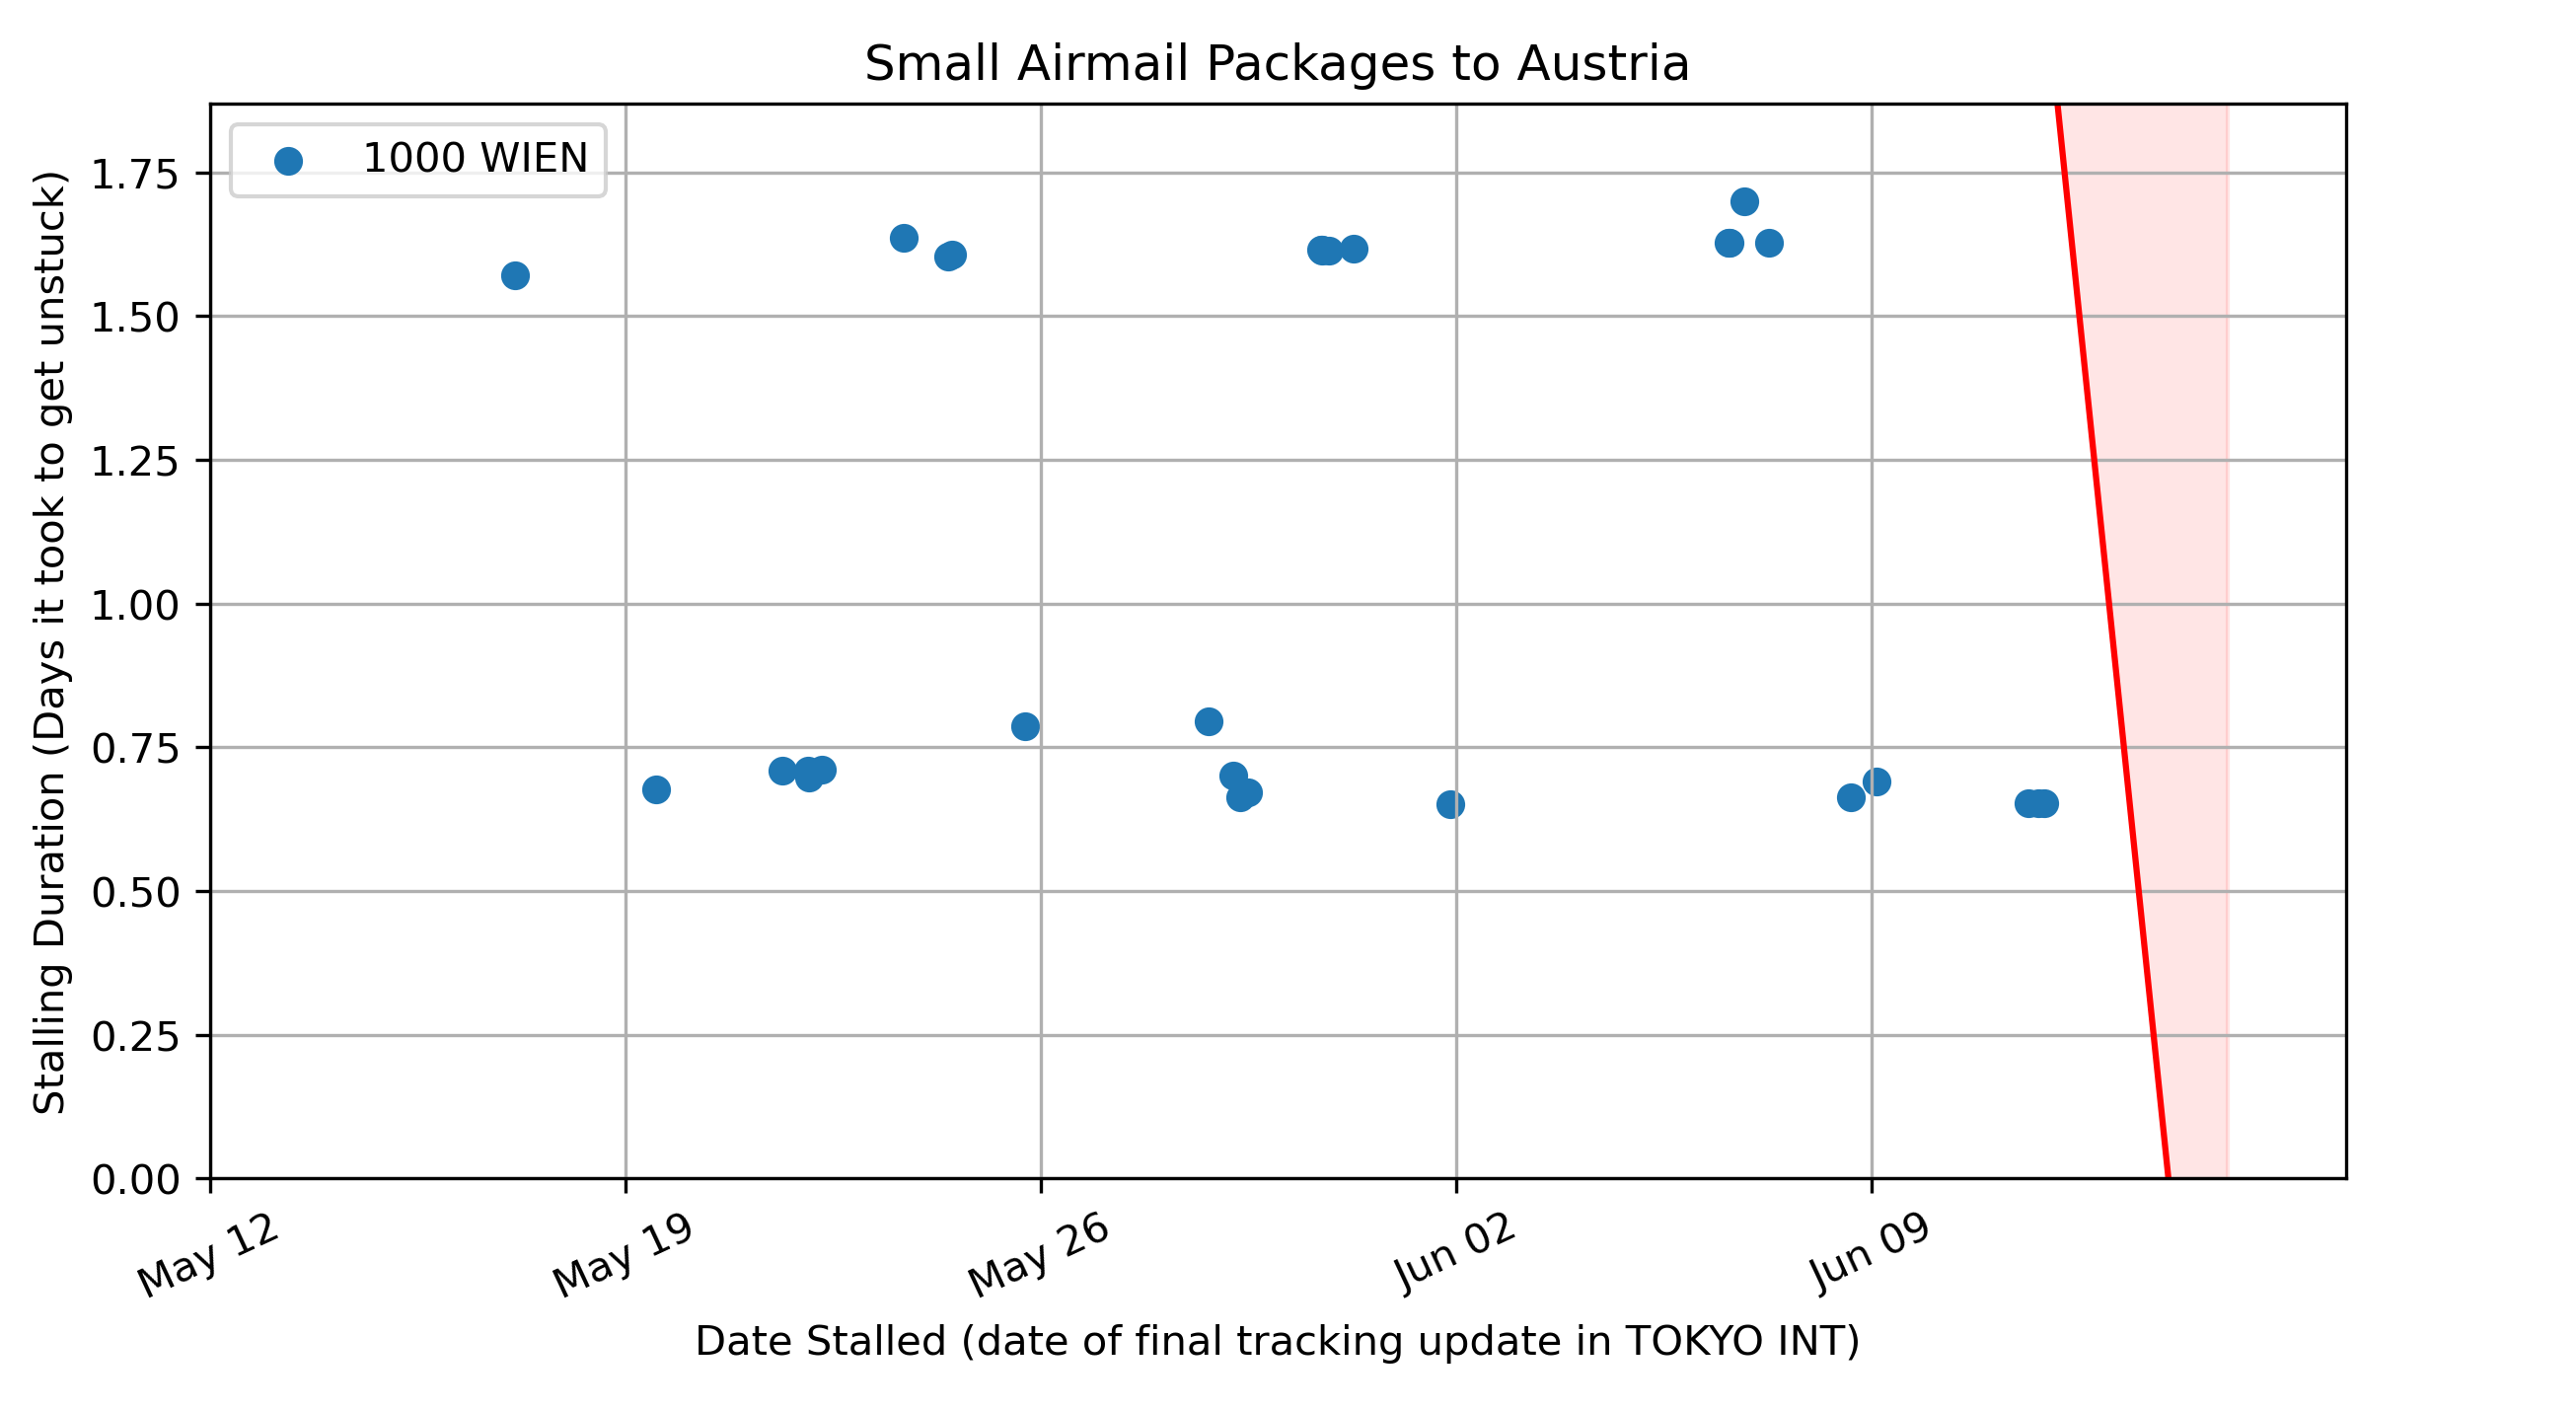 Small Airmail Packages to Austria
1000 WIEN
Stalling Duration (Days it took to get unstuck)
1.75
1.50
1.25
1.00
0.75
0.50
0.25
0.00
May 12
May 19
May 26
Jun 02
Jun 09
Date Stalled (date of final tracking update in TOKYO INT)